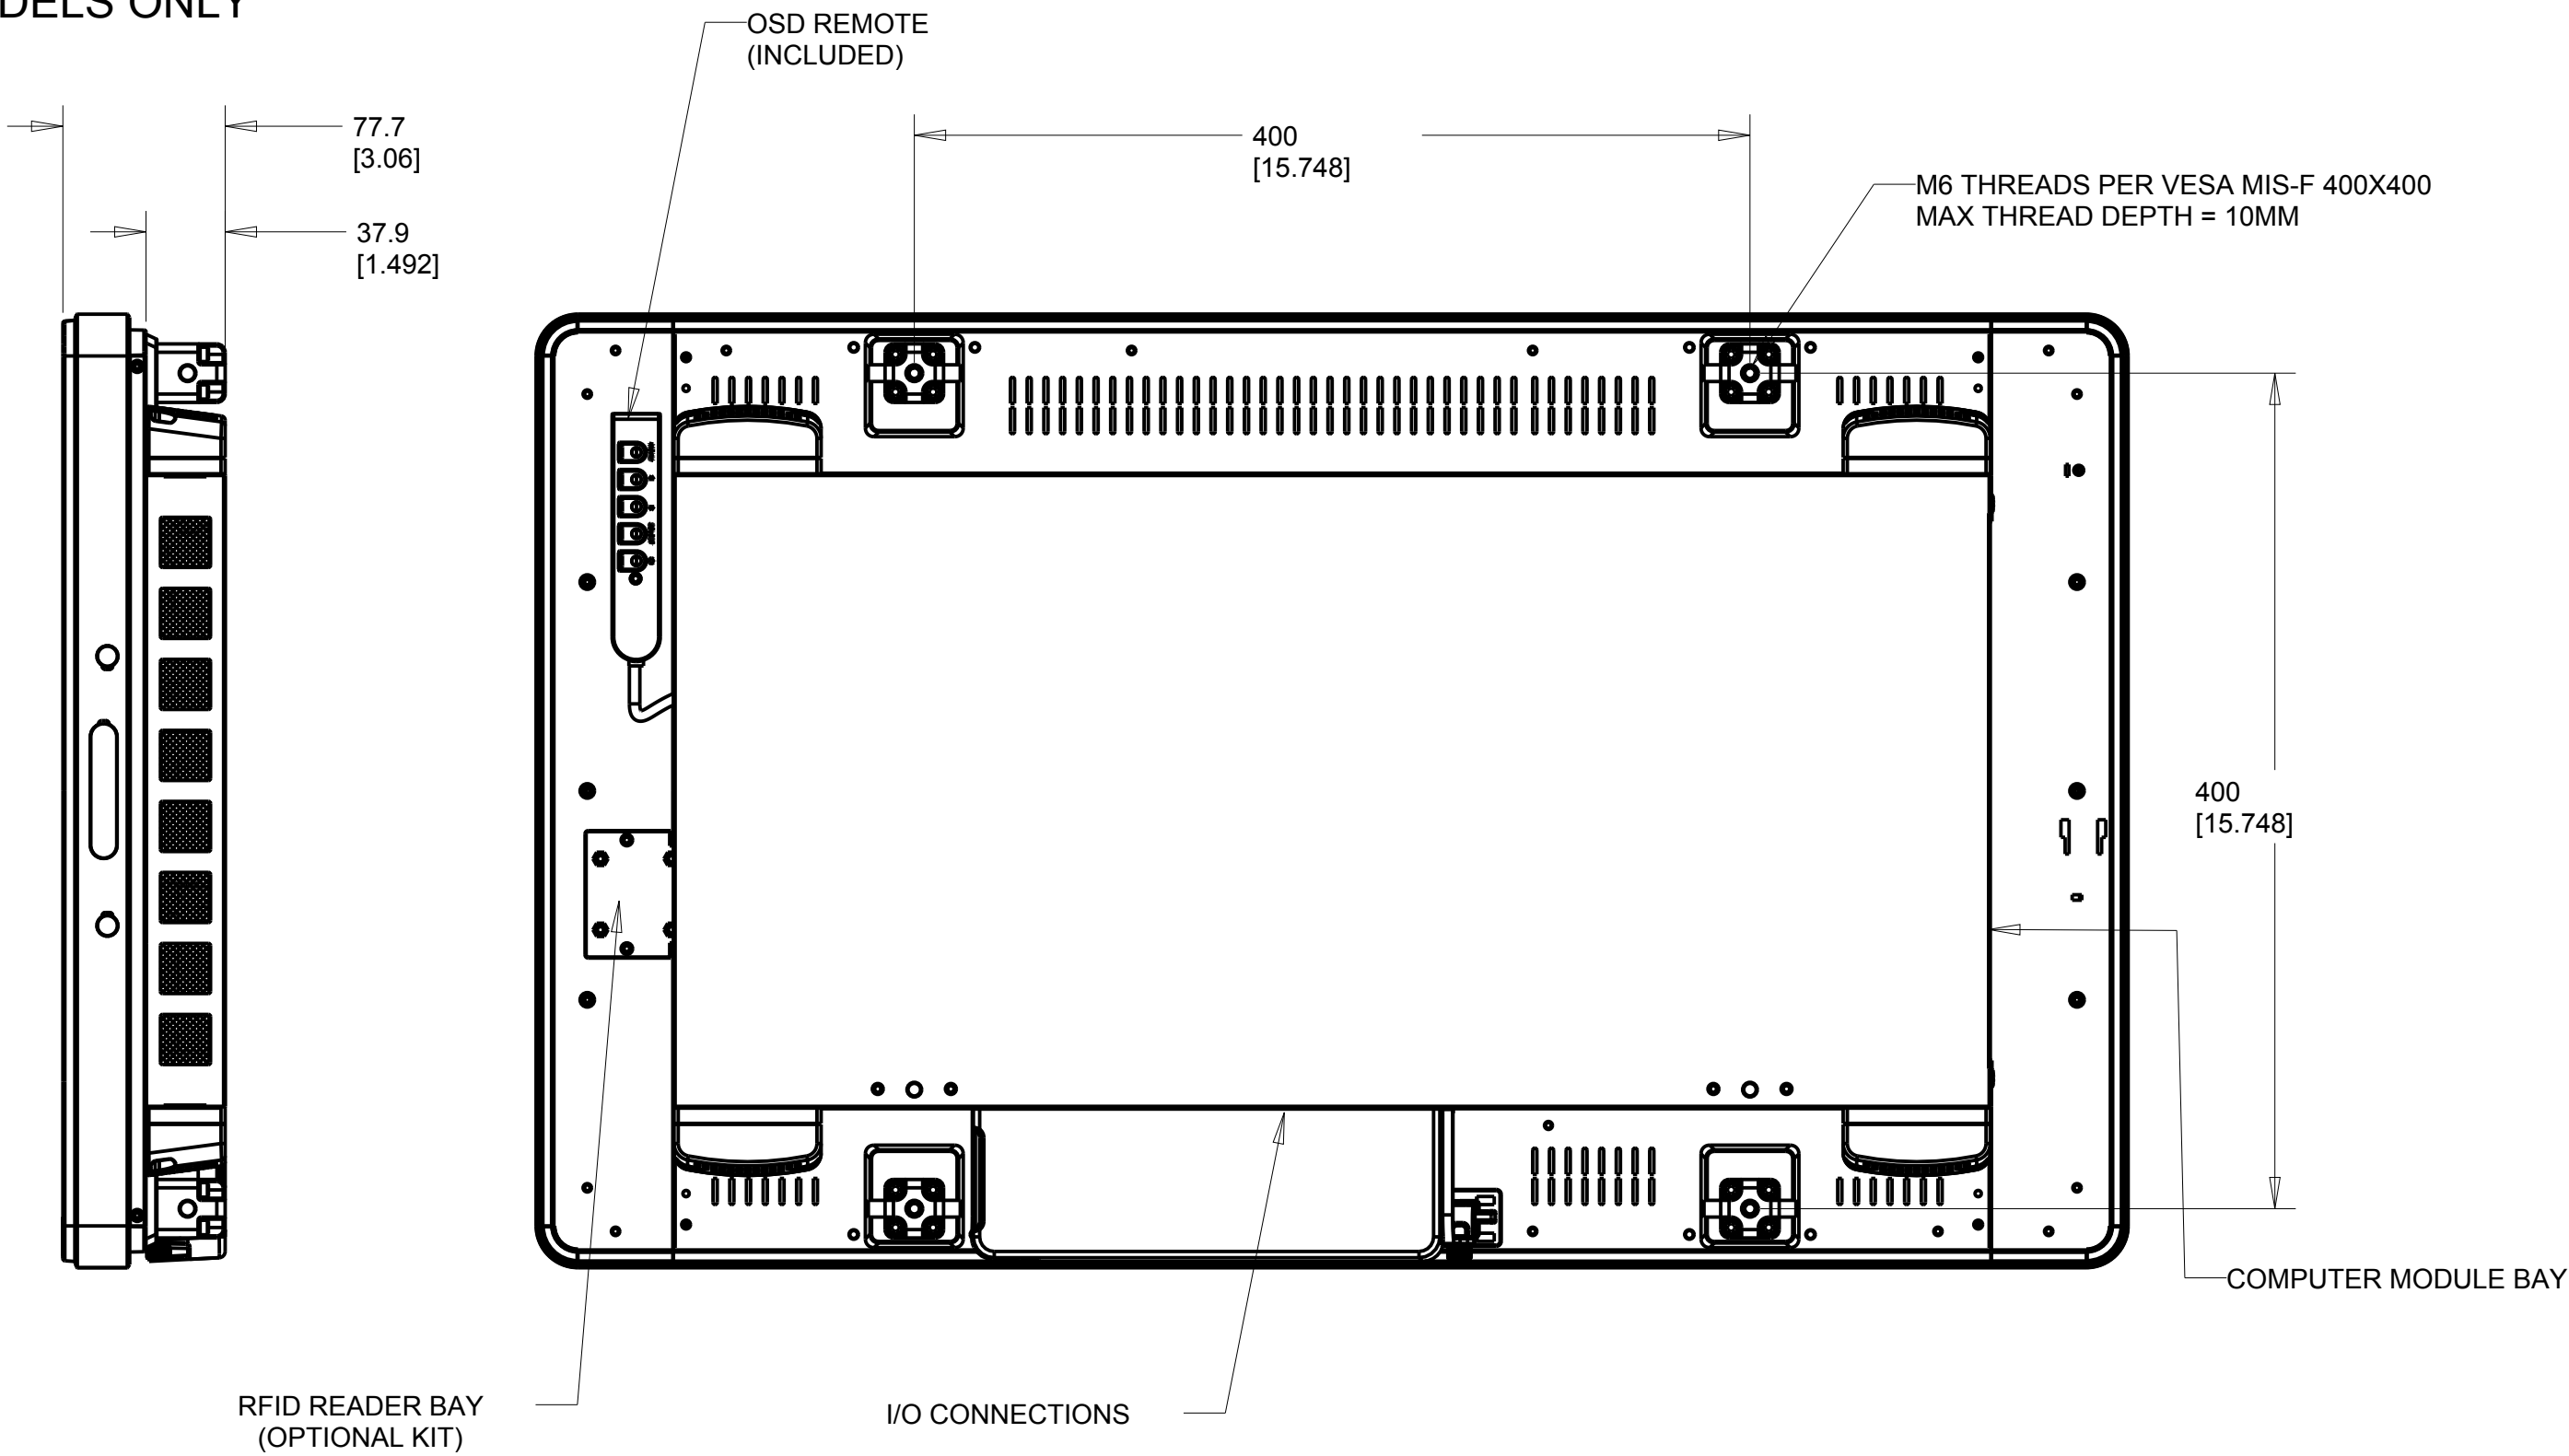 DELS ONLY
OSD REMOTE
(INCLUDED)
77.7
[3.06]
400
[15.748]
M6 THREADS PER VESA MIS-F 400X400
MAX THREAD DEPTH = 10MM
37.9
[1.492]
400
[15.748]
COMPUTER MODULE BAY
RFID READER BAY
(OPTIONAL KIT)
I/O CONNECTIONS